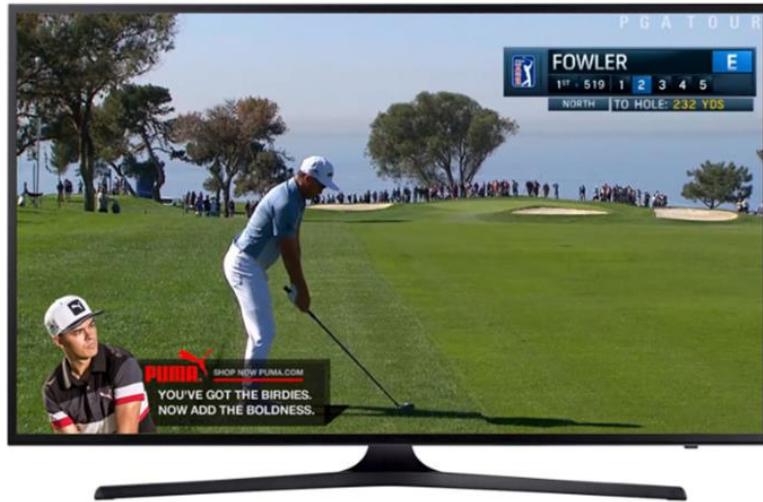 PGA TOUR
FOWLER E
1ST · 519 1 2 3 4 5
NORTH TO HOLE: 232 YDS
PUMA SHOP NOW PUMA.COM
YOU'VE GOT THE BIRDIES.
NOW ADD THE BOLDNESS.